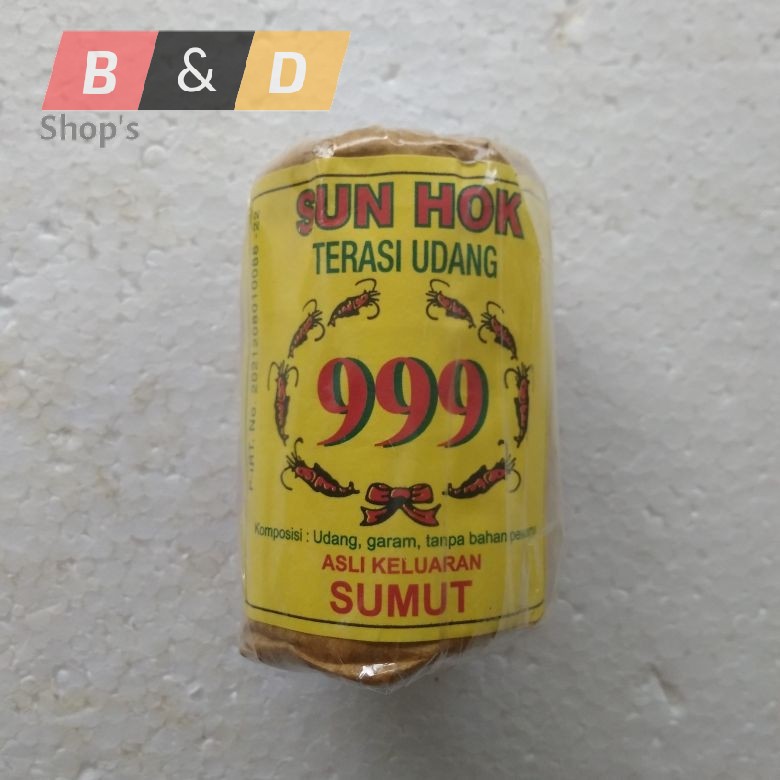 B & D
Shop's
SUN HOK
TERASI UDANG
999
Komposisi : Udang, garam, tanpa bahan
ASLI KELUARAN
SUMUT